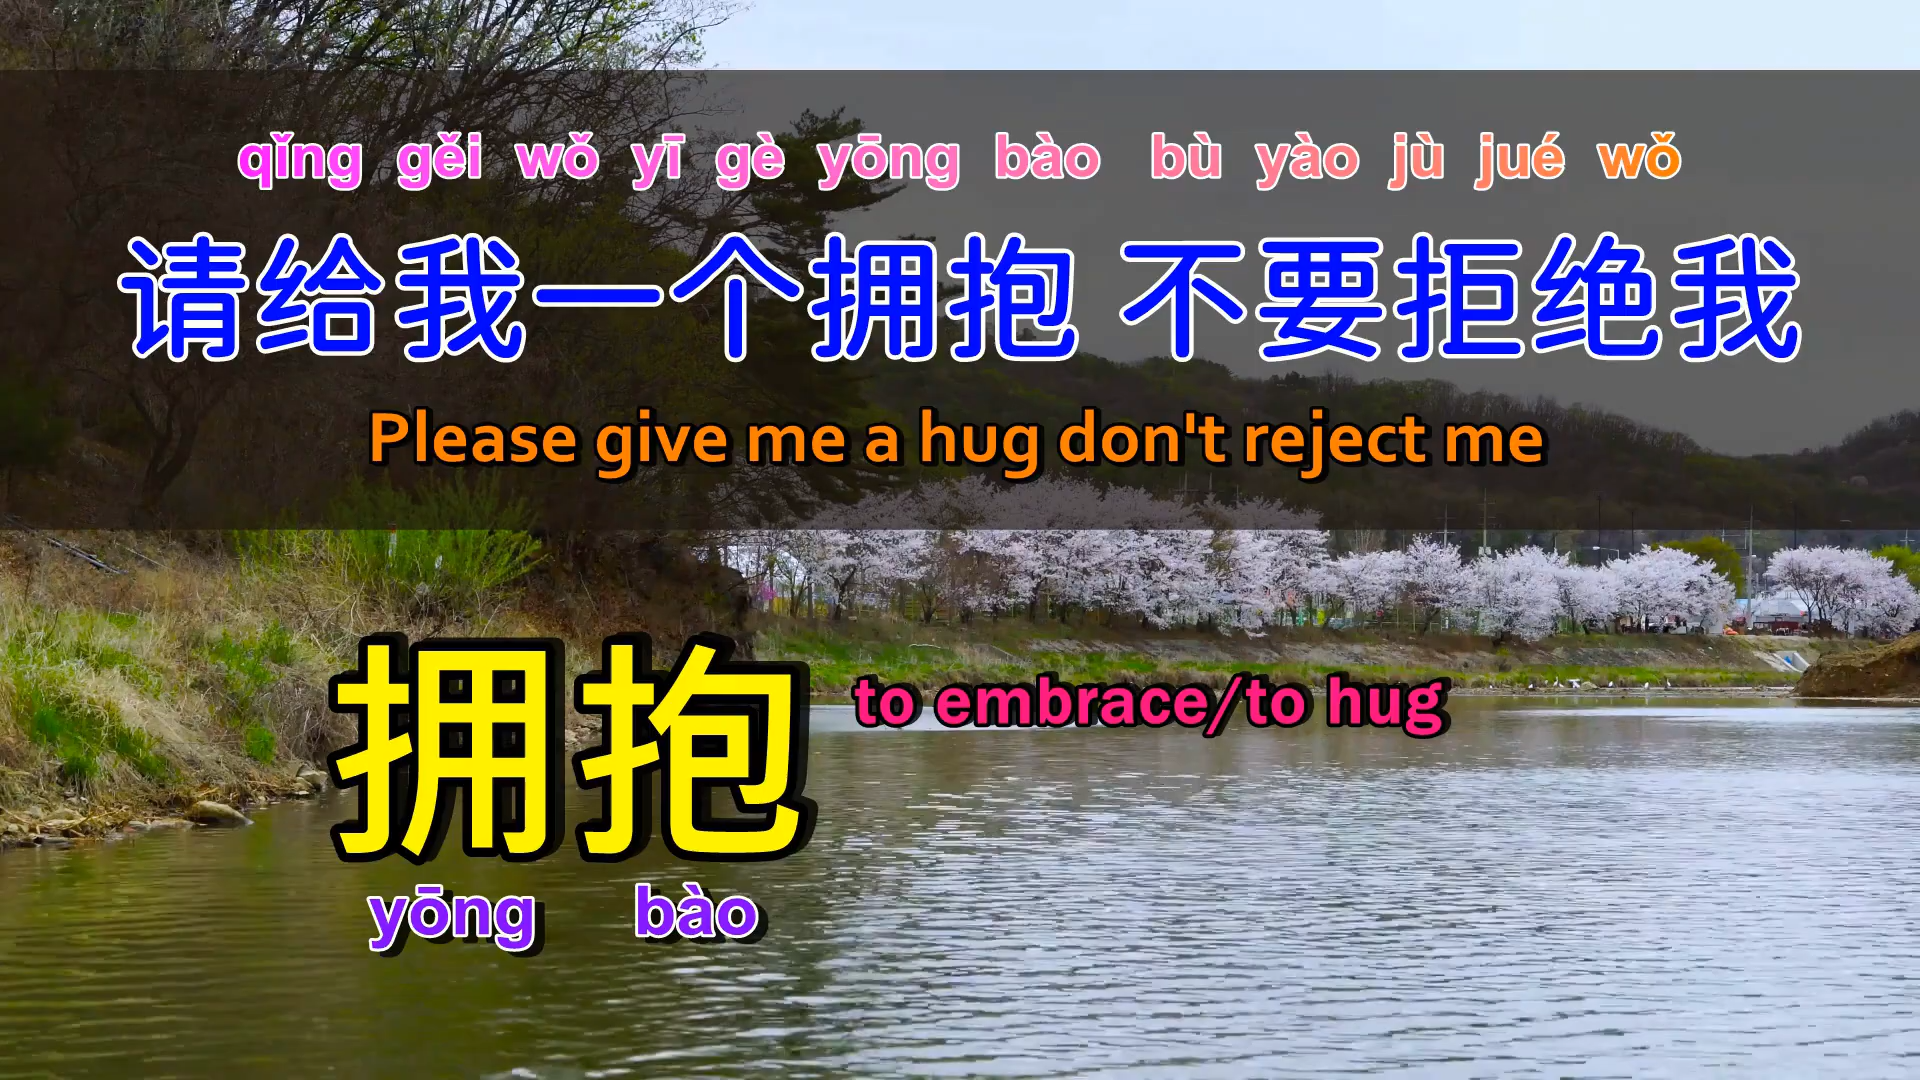 qǐng gěi wǒ yī gè yōng bào bù yào jù jué wǒ
请给我一个拥抱 不要拒绝我
Please give me a hug don't reject me
拥抱
to embrace/to hug
yōng bào